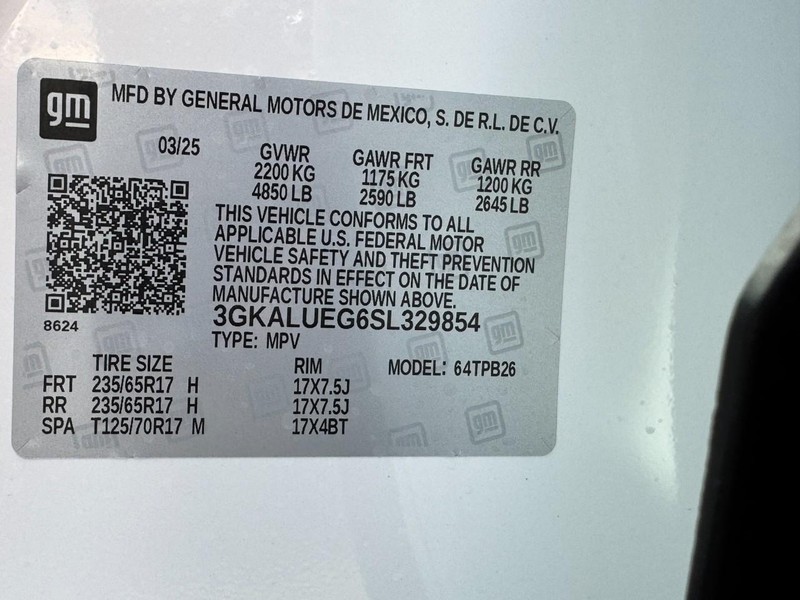 gm MFD BY GENERAL MOTORS DE MEXICO, S. DE R.L. DE C.V.
03/25 GVWR GAWR FRT GAWR RR
2200 KG 1175 KG 1200 KG
4850 LB 2590 LB 2645 LB
THIS VEHICLE CONFORMS TO ALL
APPLICABLE U.S. FEDERAL MOTOR
VEHICLE SAFETY AND THEFT PREVENTION
STANDARDS IN EFFECT ON THE DATE OF
MANUFACTURE SHOWN ABOVE.
8624 3GKALUEG6SL329854
TYPE: MPV
TIRE SIZE RIM MODEL: 64TPB26
FRT 235/65R17 H 17X7.5J
RR 235/65R17 H 17X7.5J
SPA T125/70R17 M 17X4BT